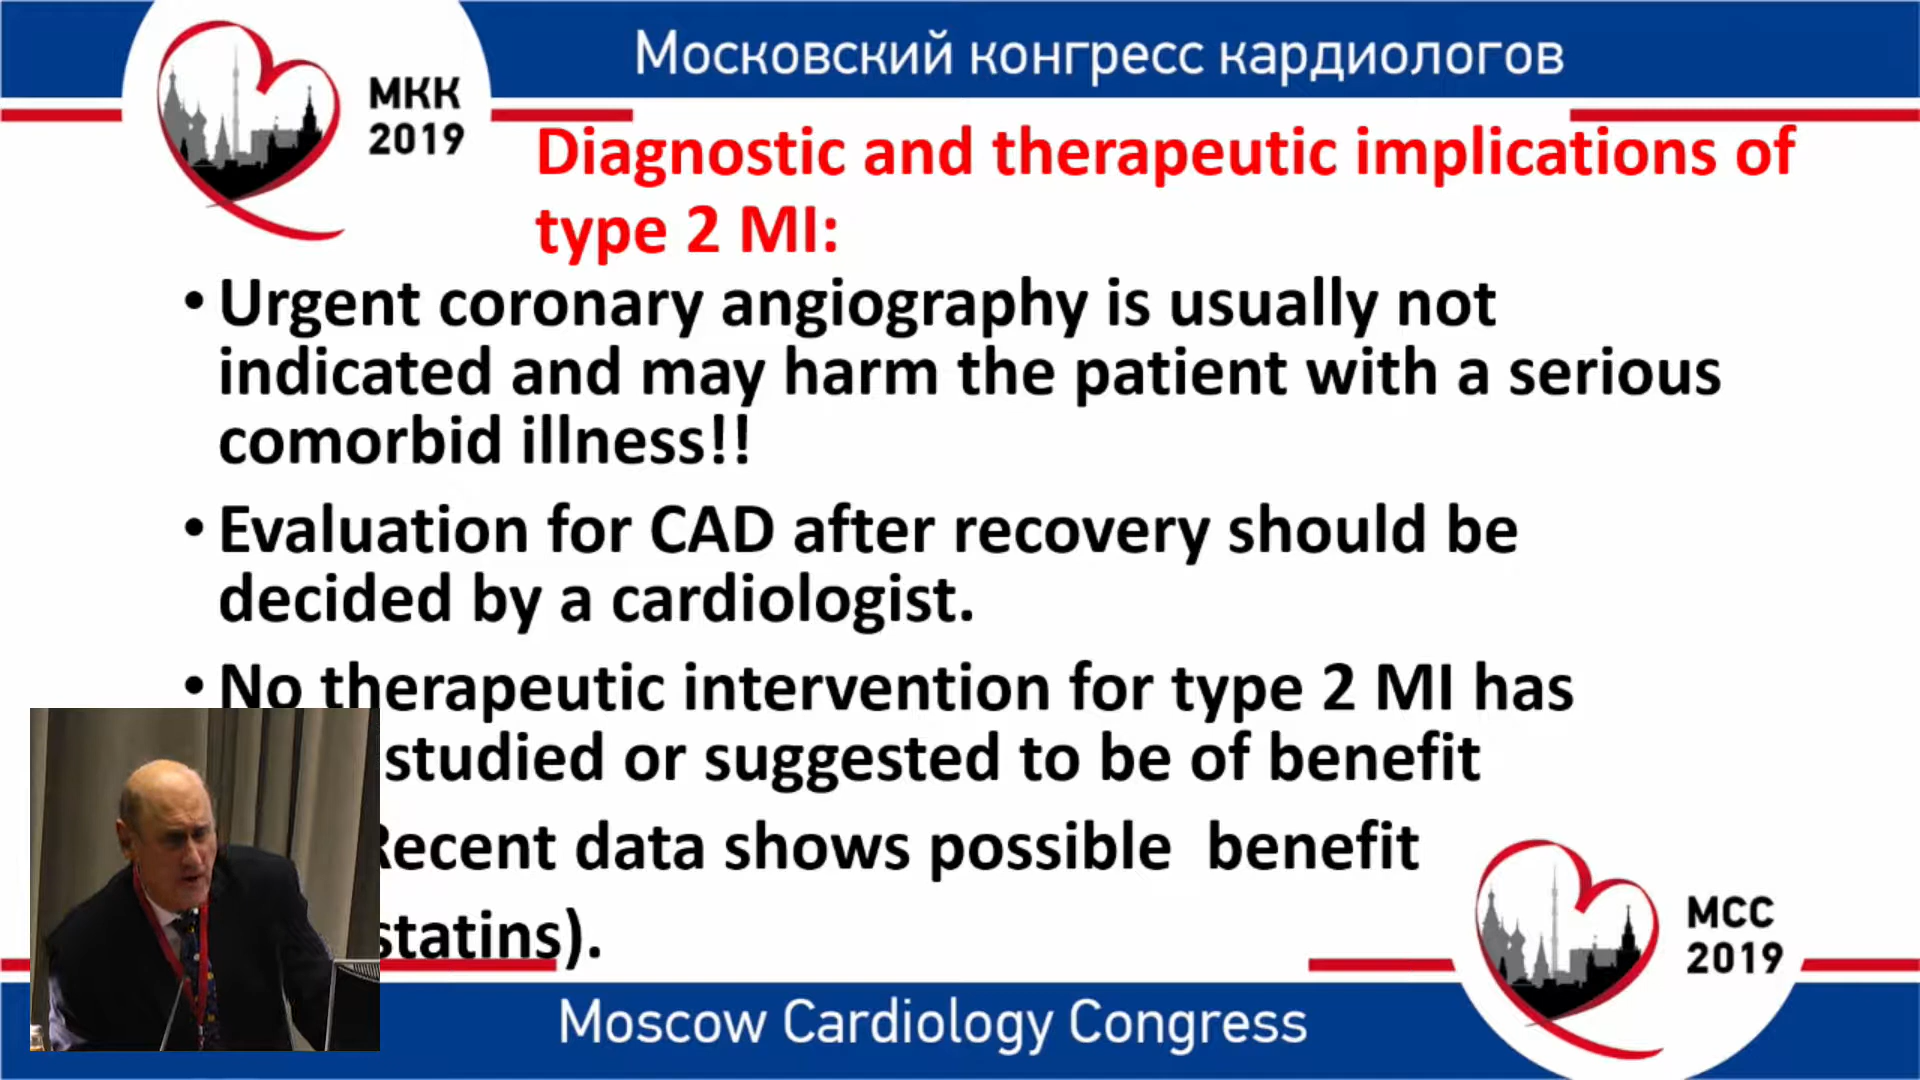 Московский конгресс кардиологов
МКК
2019
Diagnostic and therapeutic implications of
type 2 MI:
• Urgent coronary angiography is usually not
indicated and may harm the patient with a serious
comorbid illness!!
• Evaluation for CAD after recovery should be
decided by a cardiologist.
• No therapeutic intervention for type 2 MI has
studied or suggested to be of benefit
Recent data shows possible benefit
statins).
MCC
2019
Moscow Cardiology Congress